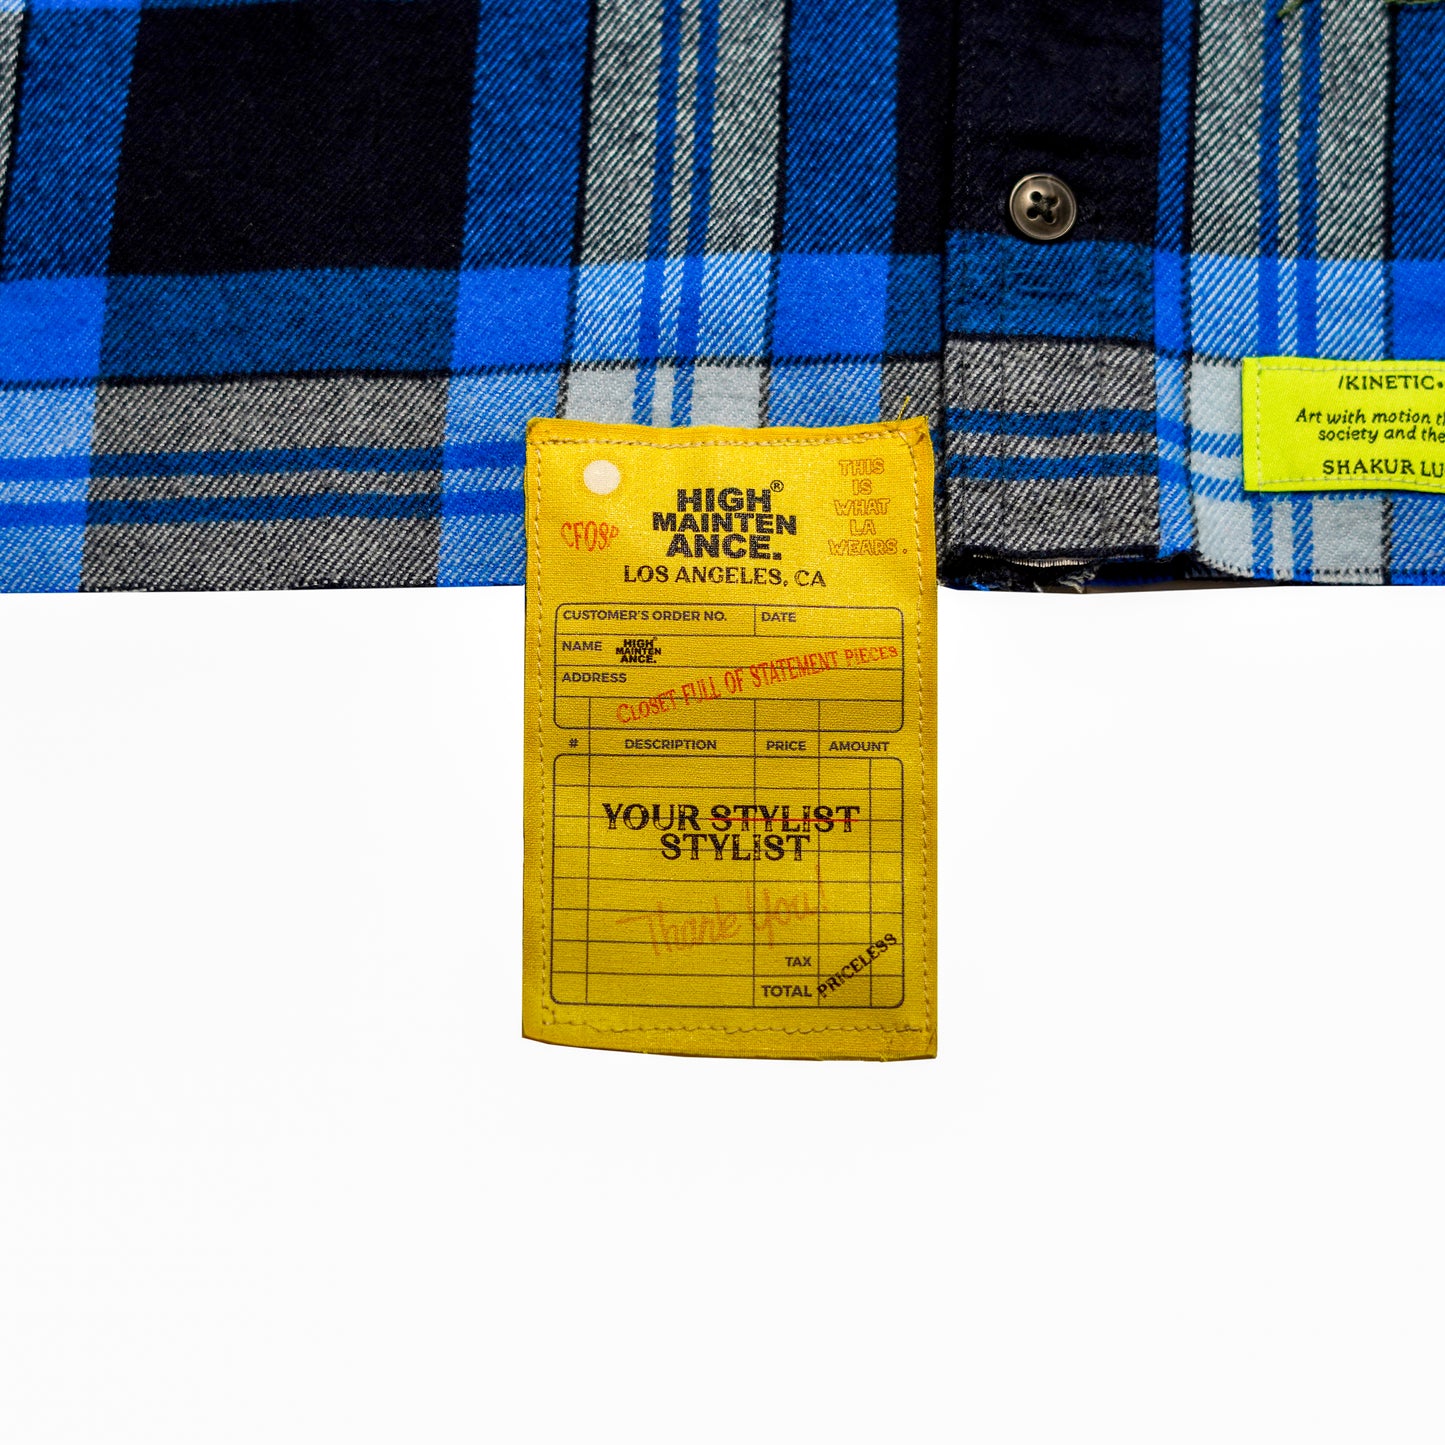 /KINETIC•
Art with motion th
society and the
SHAKUR LU
HIGH®
MAINTEN
ANCE.
LOS ANGELES, CA
CFOSP
THIS
IS
WHAT
LA
WEARS.
CUSTOMER'S ORDER NO. DATE
NAME HIGH
MAINTEN
ANCE.
ADDRESS
CLOSET FULL OF STATEMENT PIECES
# DESCRIPTION PRICE AMOUNT
YOUR STYLIST
STYLIST
Thank You!
TAX
TOTAL PRICELESS